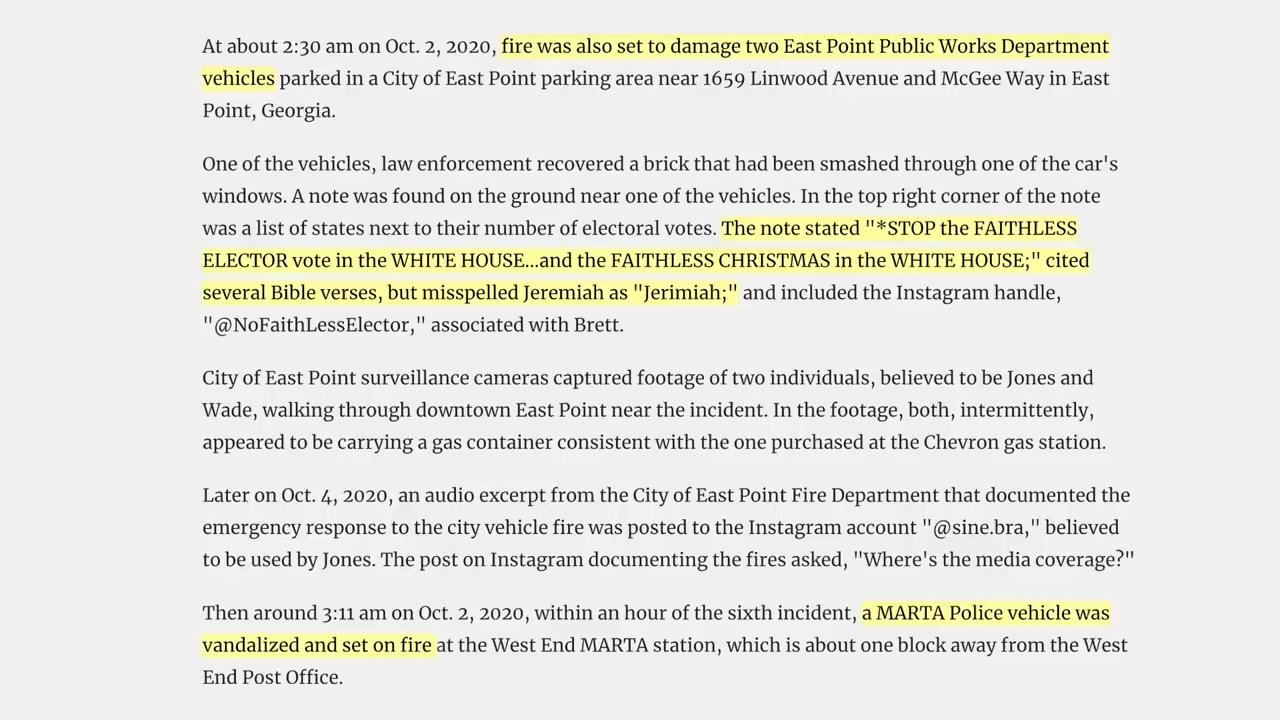 At about 2:30 am on Oct. 2, 2020, fire was also set to damage two East Point Public Works Department
vehicles parked in a City of East Point parking area near 1659 Linwood Avenue and McGee Way in East
Point, Georgia.
One of the vehicles, law enforcement recovered a brick that had been smashed through one of the car's
windows. A note was found on the ground near one of the vehicles. In the top right corner of the note
was a list of states next to their number of electoral votes. The note stated "*STOP the FAITHLESS
ELECTOR vote in the WHITE HOUSE...and the FAITHLESS CHRISTMAS in the WHITE HOUSE;" cited
several Bible verses, but misspelled Jeremiah as "Jerimiah;" and included the Instagram handle,
"@NoFaithLessElector," associated with Brett.
City of East Point surveillance cameras captured footage of two individuals, believed to be Jones and
Wade, walking through downtown East Point near the incident. In the footage, both, intermittently,
appeared to be carrying a gas container consistent with the one purchased at the Chevron gas station.
Later on Oct. 4, 2020, an audio excerpt from the City of East Point Fire Department that documented the
emergency response to the city vehicle fire was posted to the Instagram account "@sine.bra," believed
to be used by Jones. The post on Instagram documenting the fires asked, "Where's the media coverage?"
Then around 3:11 am on Oct. 2, 2020, within an hour of the sixth incident, a MARTA Police vehicle was
vandalized and set on fire at the West End MARTA station, which is about one block away from the West
End Post Office.